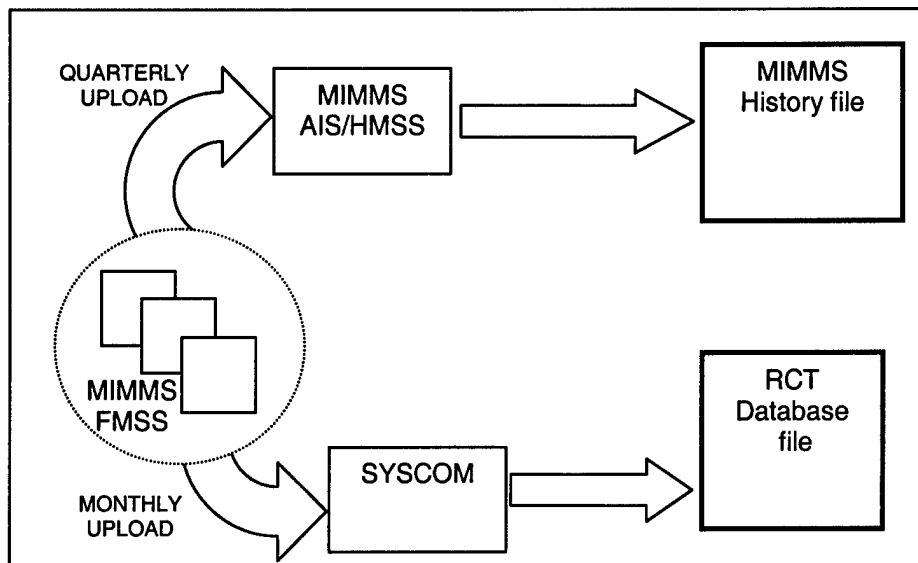 QUARTERLY
UPLOAD
MIMMS
AIS/HMSS
MIMMS
History file
MIMMS
FMSS
MONTHLY
UPLOAD
SYSCOM
RCT
Database
file